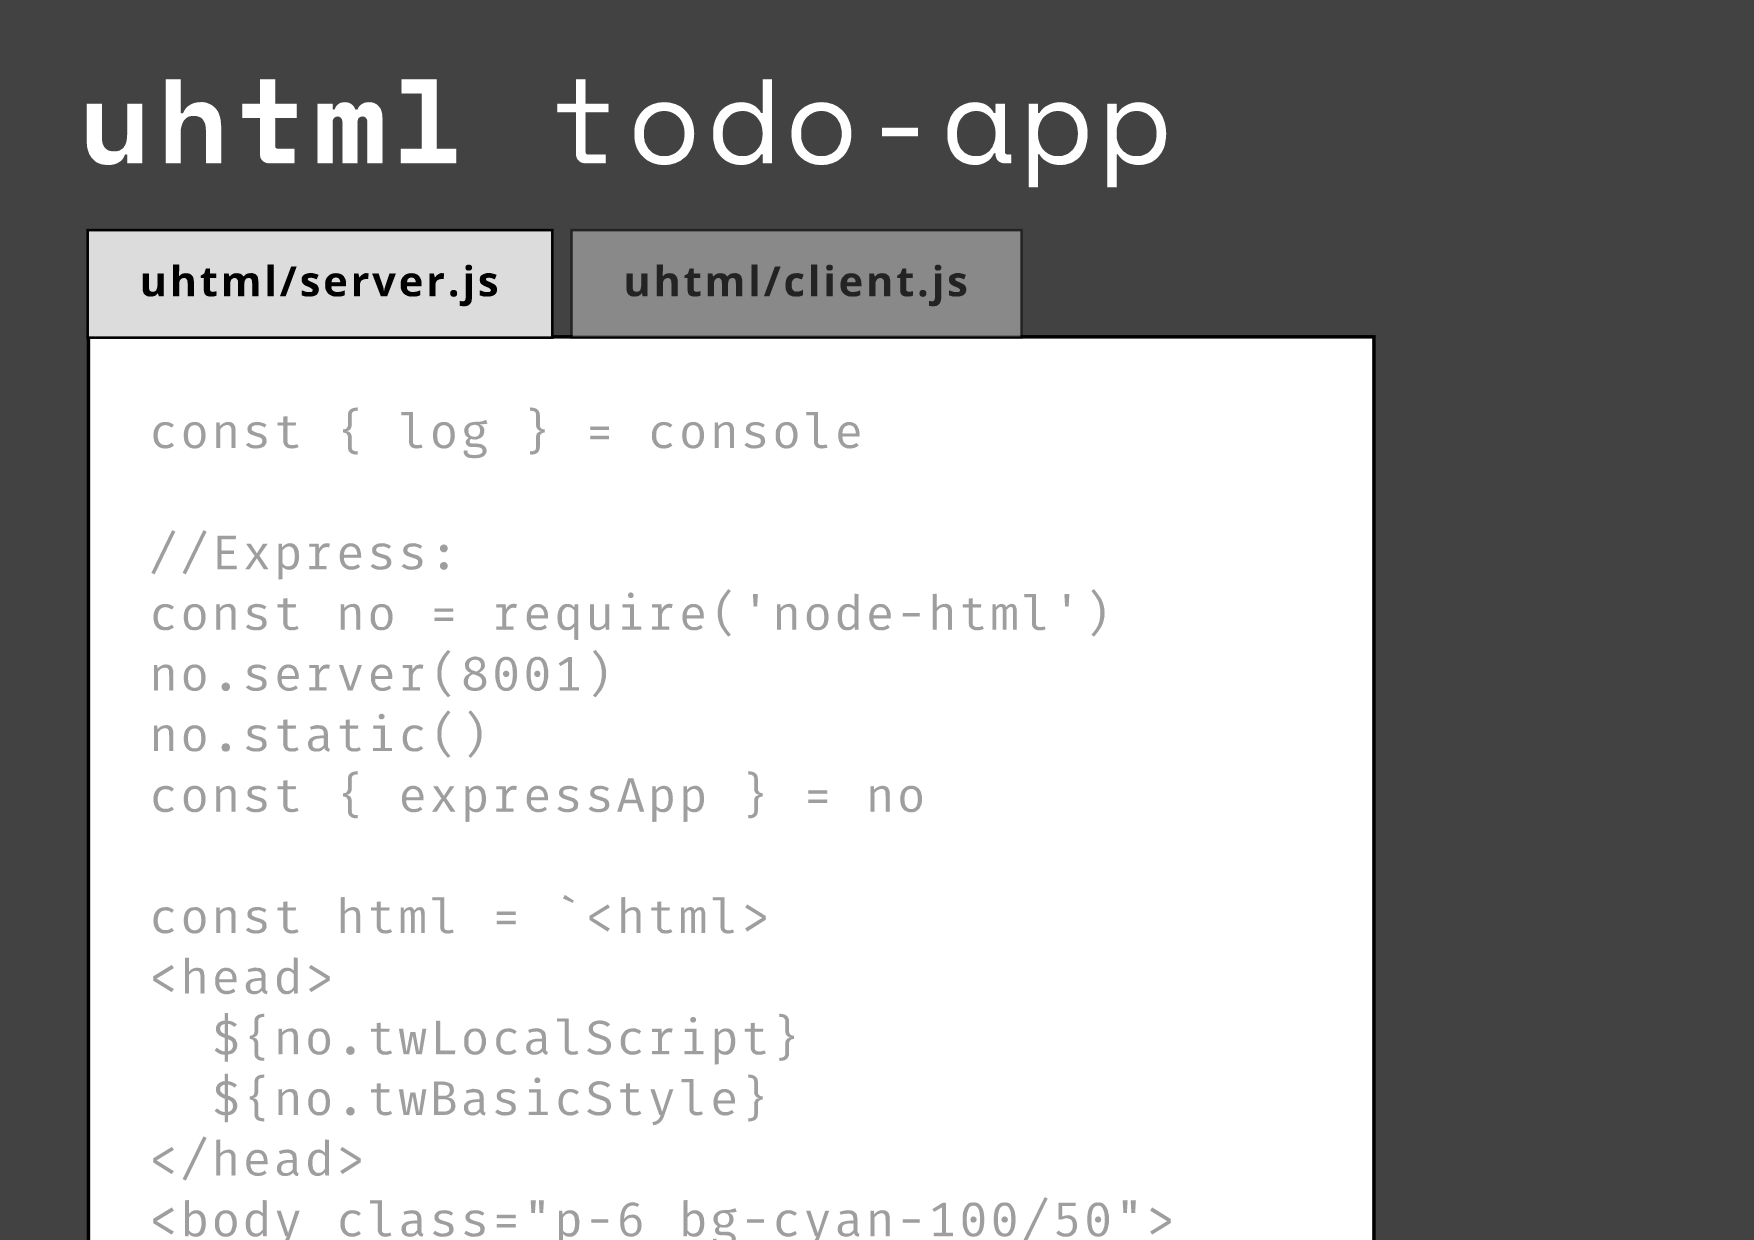 uhtml todo-app
uhtml/server.js uhtml/client.js
const { log } = console
//Express:
const no = require('node-html')
no.server(8001)
no.static()
const { expressApp } = no
const html = `<html>
<head>
  ${no.twLocalScript}
  ${no.twBasicStyle}
</head>
<body class="p-6 bg-cyan-100/50">